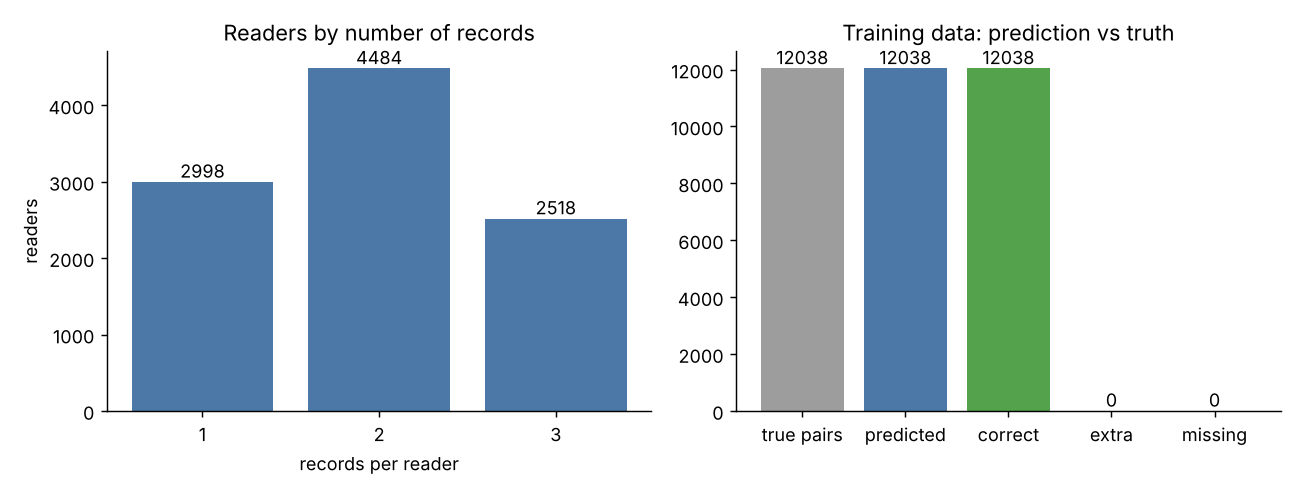 Readers by number of records
4484
2998
2518
4000
3000
2000
1000
0
readers
1 2 3
records per reader
Training data: prediction vs truth
12038 12038 12038
0 0
12000
10000
8000
6000
4000
2000
0
true pairs predicted correct extra missing